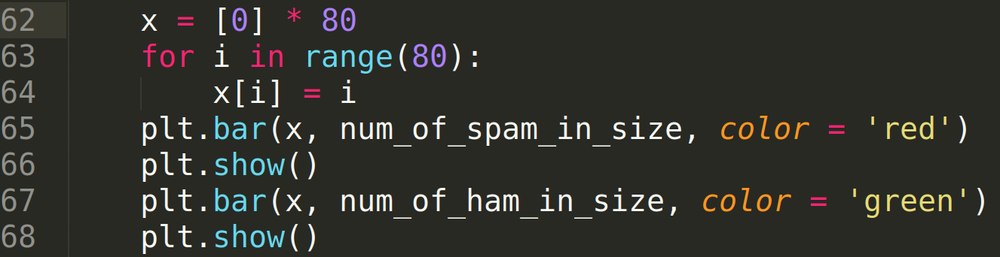 62 x = [0] * 80
63 for i in range(80):
64 x[i] = i
65 plt.bar(x, num_of_spam_in_size, color = 'red')
66 plt.show()
67 plt.bar(x, num_of_ham_in_size, color = 'green')
68 plt.show()